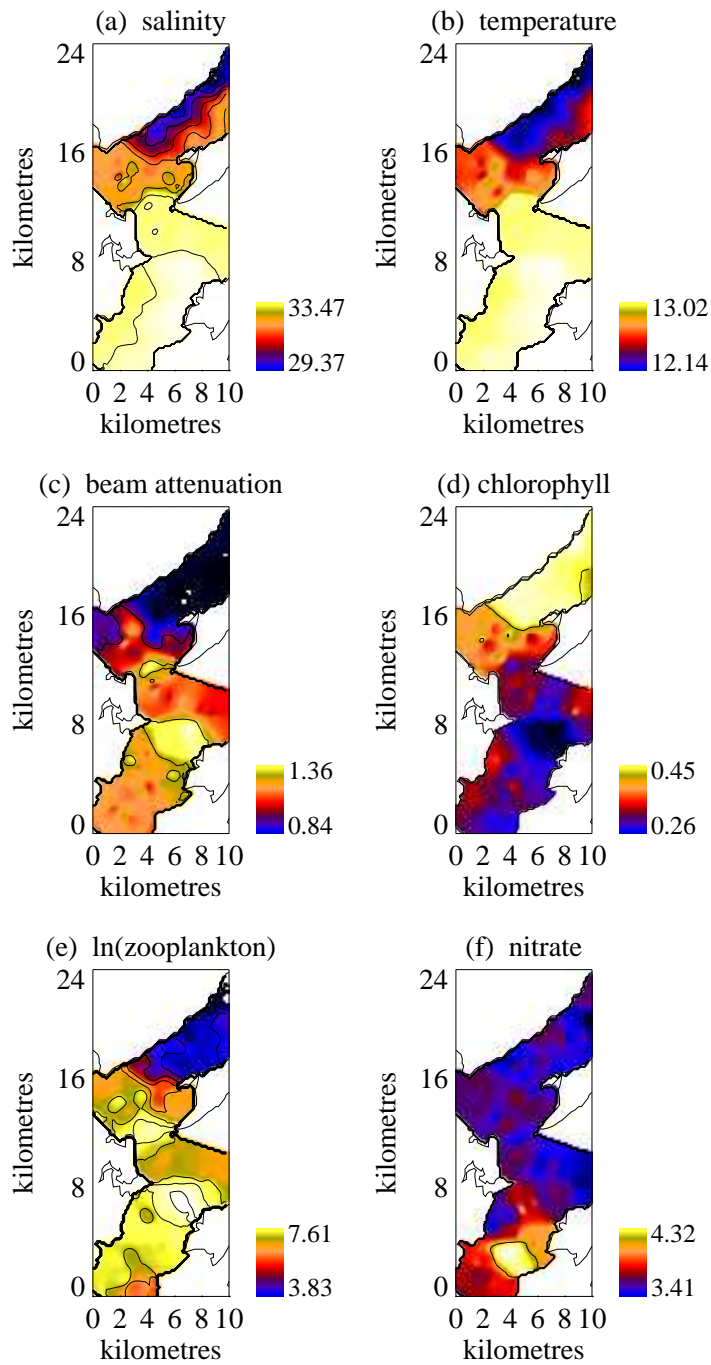 (a) salinity
(b) temperature
24
16
8
0
kilometres
33.47
29.37
0 2 4 6 8 10
kilometres
24
16
8
0
kilometres
13.02
12.14
0 2 4 6 8 10
kilometres
(c) beam attenuation
(d) chlorophyll
24
16
8
0
kilometres
1.36
0.84
0 2 4 6 8 10
kilometres
24
16
8
0
kilometres
0.45
0.26
0 2 4 6 8 10
kilometres
(e) ln(zooplankton)
(f) nitrate
24
16
8
0
kilometres
7.61
3.83
0 2 4 6 8 10
kilometres
24
16
8
0
kilometres
4.32
3.41
0 2 4 6 8 10
kilometres